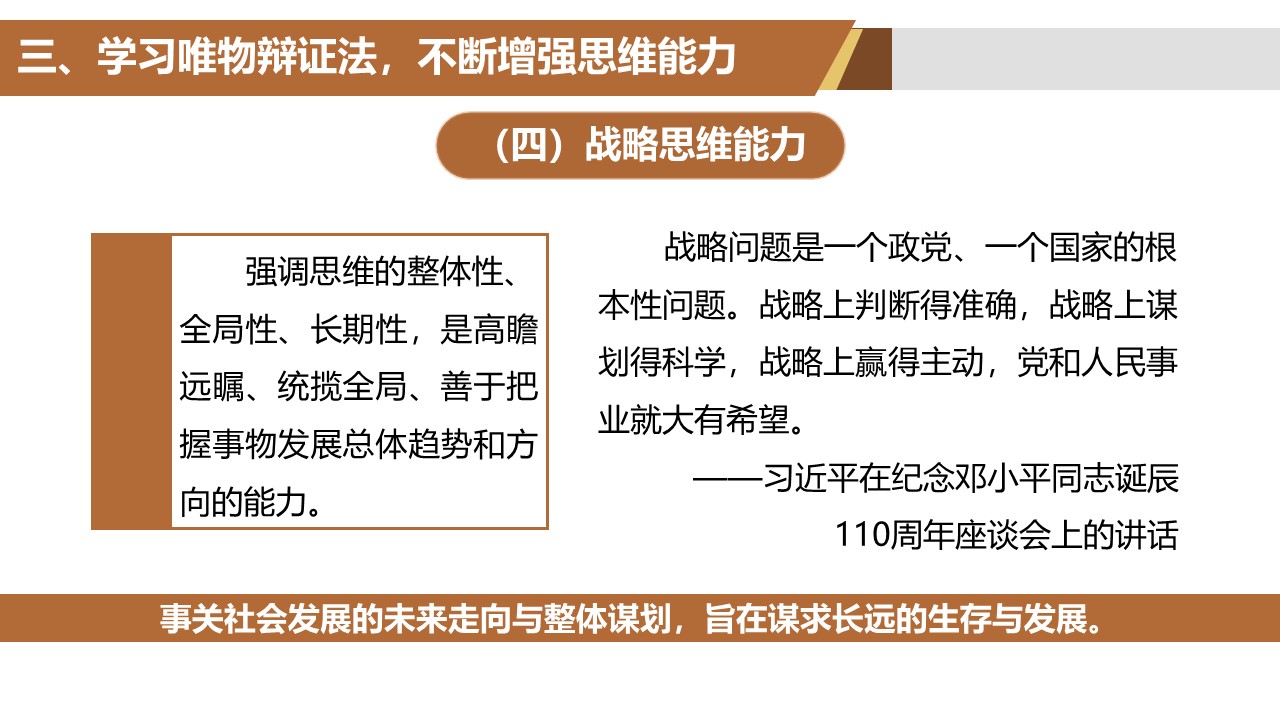 三、学习唯物辩证法，不断增强思维能力
（四）战略思维能力
强调思维的整体性、
全局性、长期性，是高瞻
远瞩、统揽全局、善于把
握事物发展总体趋势和方
向的能力。
战略问题是一个政党、一个国家的根
本性问题。战略上判断得准确，战略上谋
划得科学，战略上赢得主动，党和人民事
业就大有希望。
——习近平在纪念邓小平同志诞辰
110周年座谈会上的讲话
事关社会发展的未来走向与整体谋划，旨在谋求长远的生存与发展。